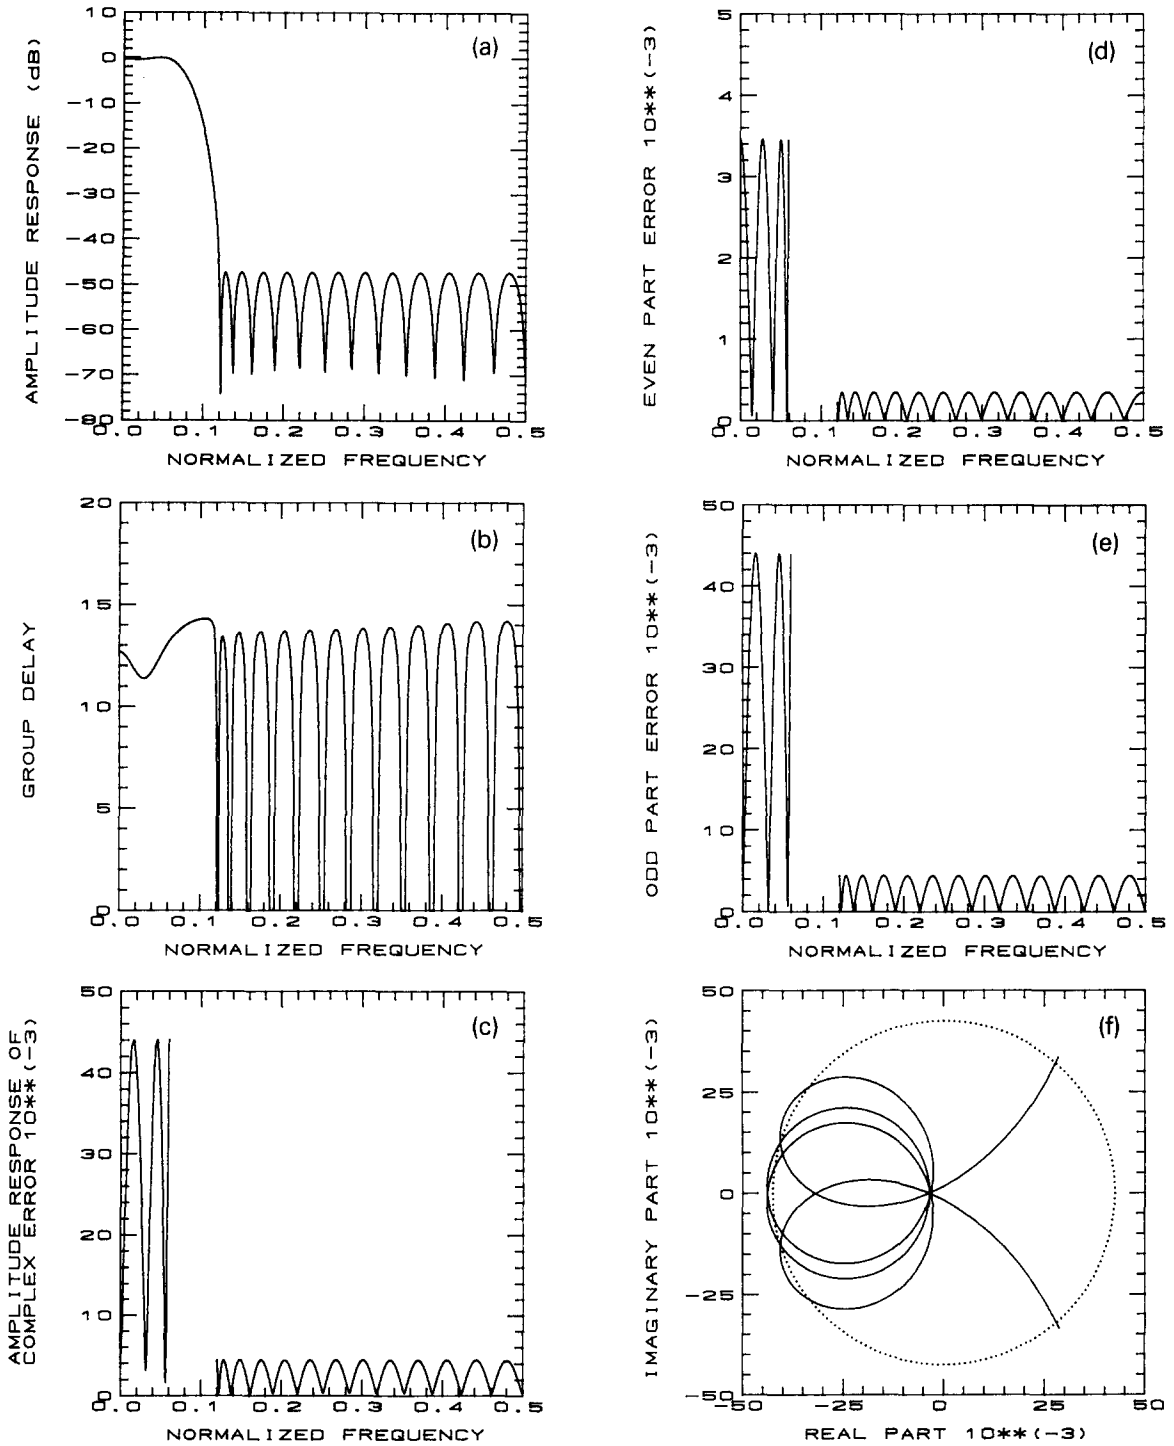 (a)
AMPLITUDE RESPONSE (dB)
10
0
-10
-20
-30
-40
-50
-60
-70
-80
0.0 0.1 0.2 0.3 0.4 0.5
NORMALIZED FREQUENCY
(d)
EVEN PART ERROR 10**(-3)
5
4
3
2
1
0
0.0 0.1 0.2 0.3 0.4 0.5
NORMALIZED FREQUENCY
(b)
GROUP DELAY
20
15
10
5
0
0.0 0.1 0.2 0.3 0.4 0.5
NORMALIZED FREQUENCY
(e)
ODD PART ERROR 10**(-3)
50
40
30
20
10
0
0.0 0.1 0.2 0.3 0.4 0.5
NORMALIZED FREQUENCY
(c)
AMPLITUDE RESPONSE OF
COMPLEX ERROR 10**(-3)
50
40
30
20
10
0
0.0 0.1 0.2 0.3 0.4 0.5
NORMALIZED FREQUENCY
(f)
IMAGINARY PART 10**(-3)
50
25
0
-25
-50
-50 -25 0 25 50
REAL PART 10**(-3)